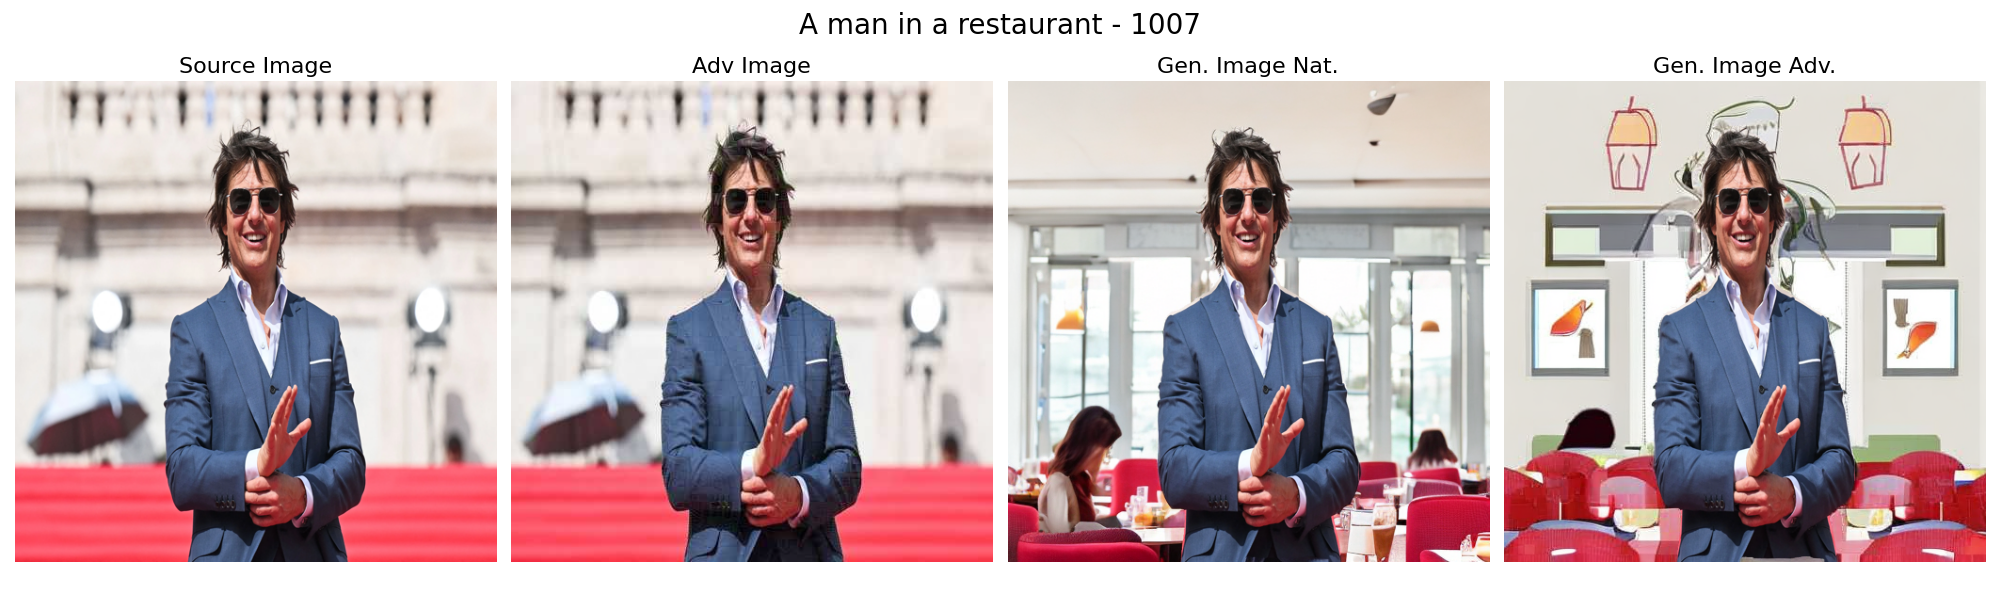 A man in a restaurant - 1007
Source Image
Adv Image
Gen. Image Nat.
Gen. Image Adv.